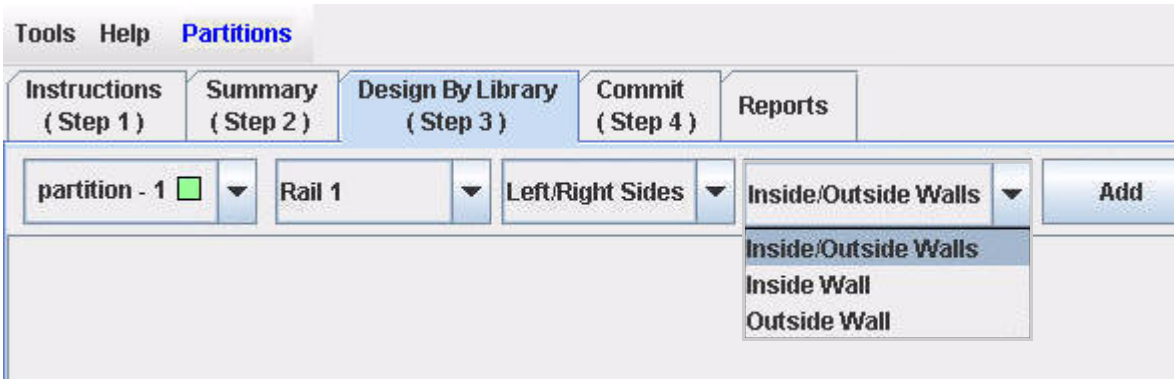 Tools Help Partitions
Instructions
( Step 1 )
Summary
( Step 2 )
Design By Library
( Step 3 )
Commit
( Step 4 )
Reports
partition - 1
Rail 1
Left/Right Sides
Inside/Outside Walls
Add
Inside/Outside Walls
Inside Wall
Outside Wall